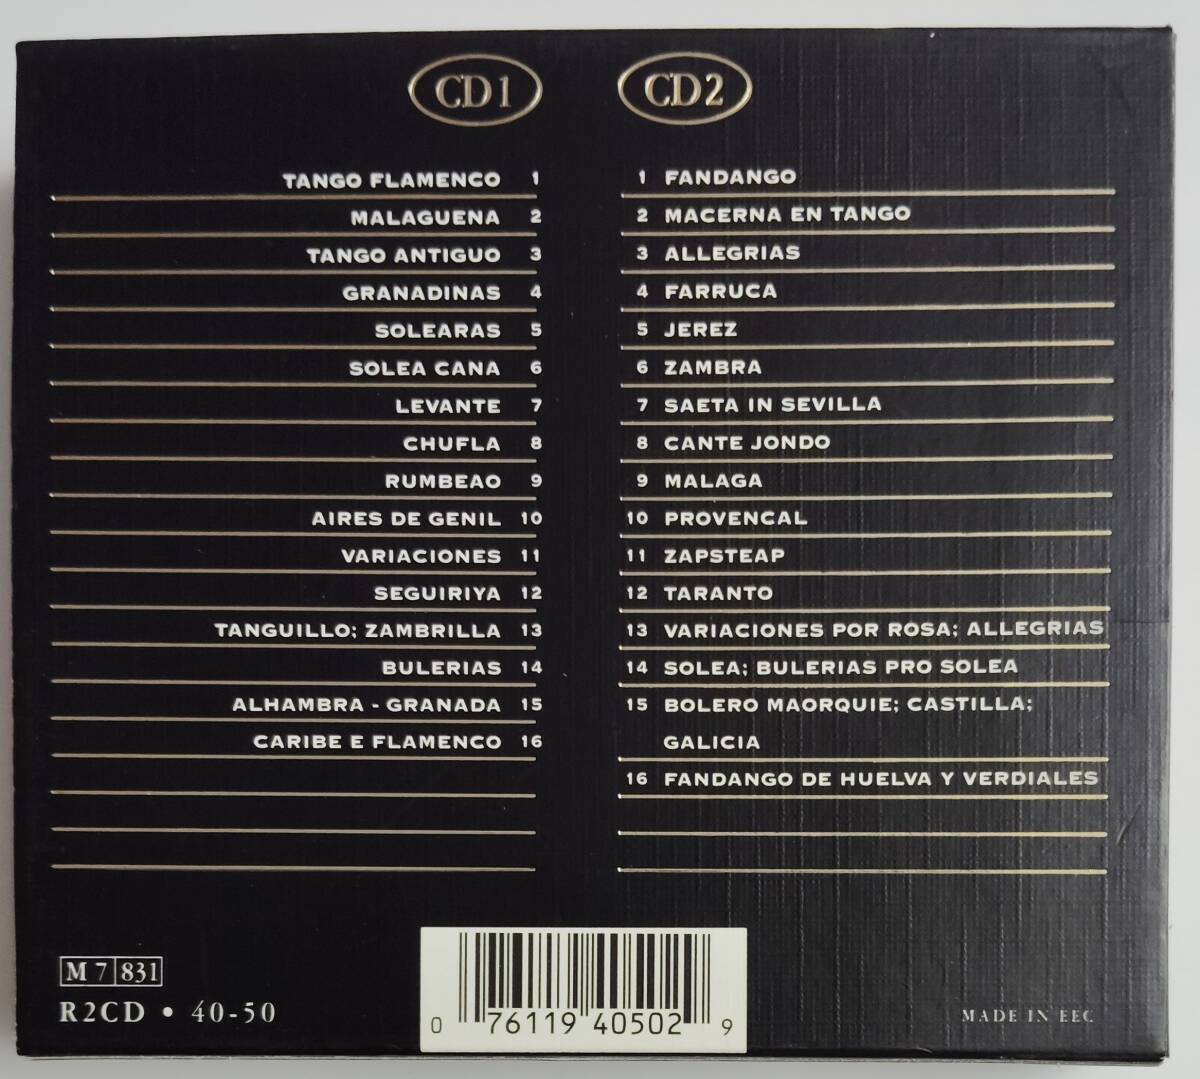 CD1
TANGO FLAMENCO 1
MALAGUENA 2
TANGO ANTIGUO 3
GRANADINAS 4
SOLEARAS 5
SOLEA CANA 6
LEVANTE 7
CHUFLA 8
RUMBEAO 9
AIRES DE GENIL 10
VARIACIONES 11
SEGUIRIYA 12
TANGUILLO; ZAMBRILLA 13
BULERIAS 14
ALHAMBRA - GRANADA 15
CARIBE E FLAMENCO 16
CD2
1 FANDANGO
2 MACERNA EN TANGO
3 ALLEGRIAS
4 FARRUCA
5 JEREZ
6 ZAMBRA
7 SAETA IN SEVILLA
8 CANTE JONDO
9 MALAGA
10 PROVENCAL
11 ZAPSTEAP
12 TARANTO
13 VARIACIONES POR ROSA; ALLEGRIAS
14 SOLEA; BULERIAS PRO SOLEA
15 BOLERO MAORQUIE; CASTILLA;
GALICIA
16 FANDANGO DE HUELVA Y VERDIALES
M 7 831
R2CD • 40-50
0 76119 40502 9
MADE IN EEC